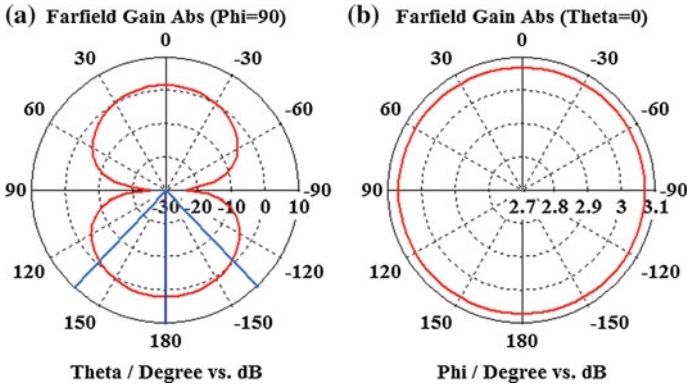 (a) Farfield Gain Abs (Phi=90)
0
30 -30
60 -60
90 -30 -20 -10 0 10 -90
120 -120
150 -150
180
Theta / Degree vs. dB
(b) Farfield Gain Abs (Theta=0)
0
30 -30
60 -60
90 2.7 2.8 2.9 3 3.1 -90
120 -120
150 -150
180
Phi / Degree vs. dB